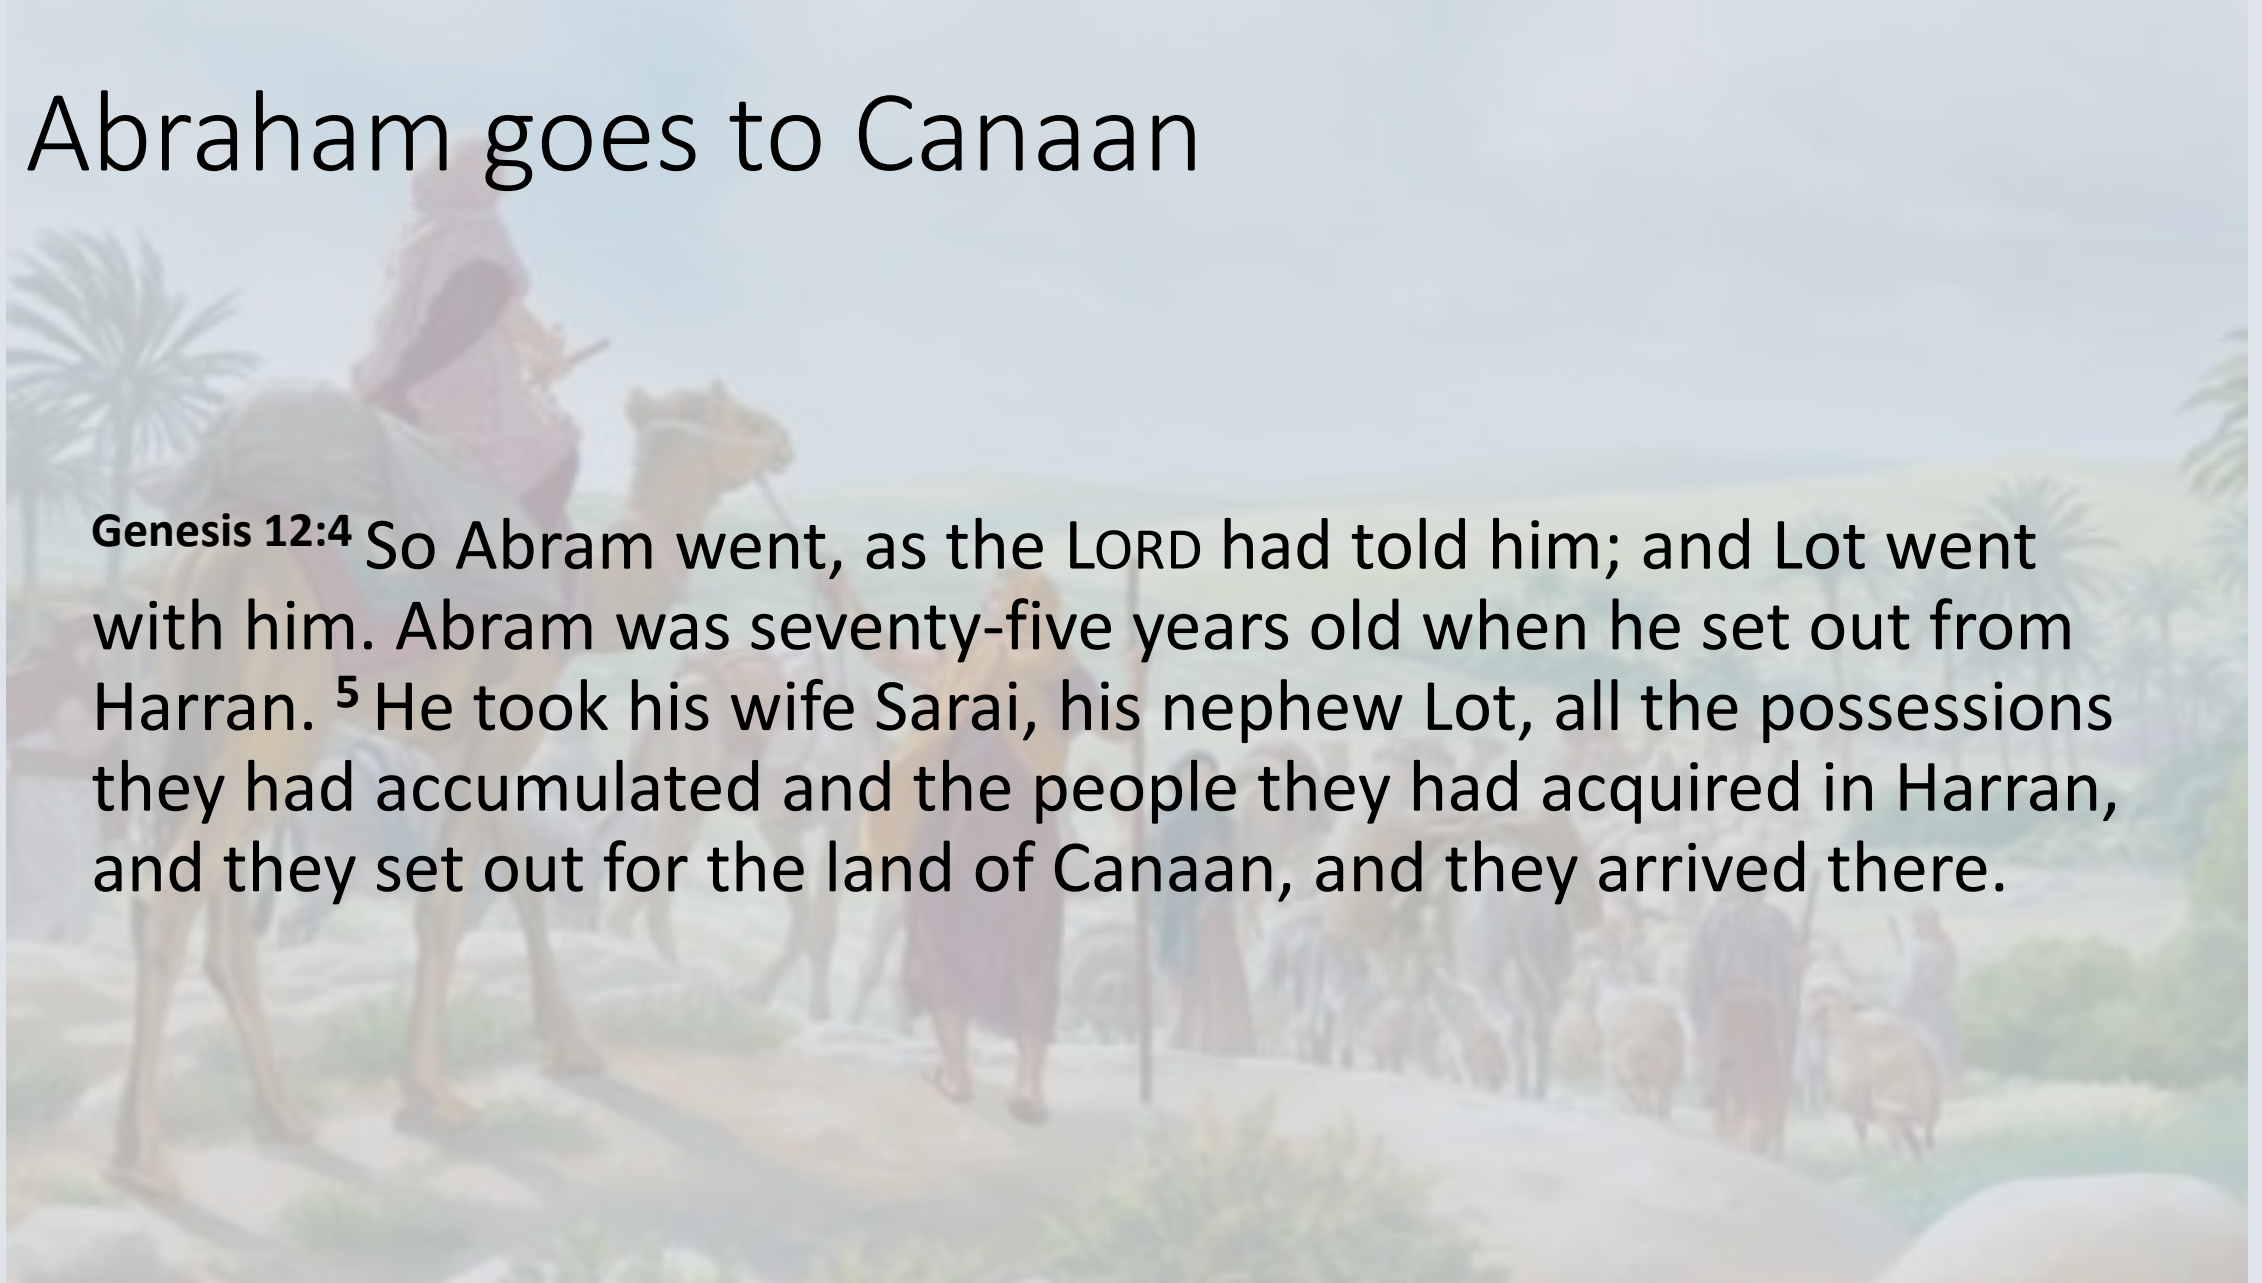 Abraham goes to Canaan
Genesis 12:4 So Abram went, as the LORD had told him; and Lot went
with him. Abram was seventy-five years old when he set out from
Harran. 5 He took his wife Sarai, his nephew Lot, all the possessions
they had accumulated and the people they had acquired in Harran,
and they set out for the land of Canaan, and they arrived there.